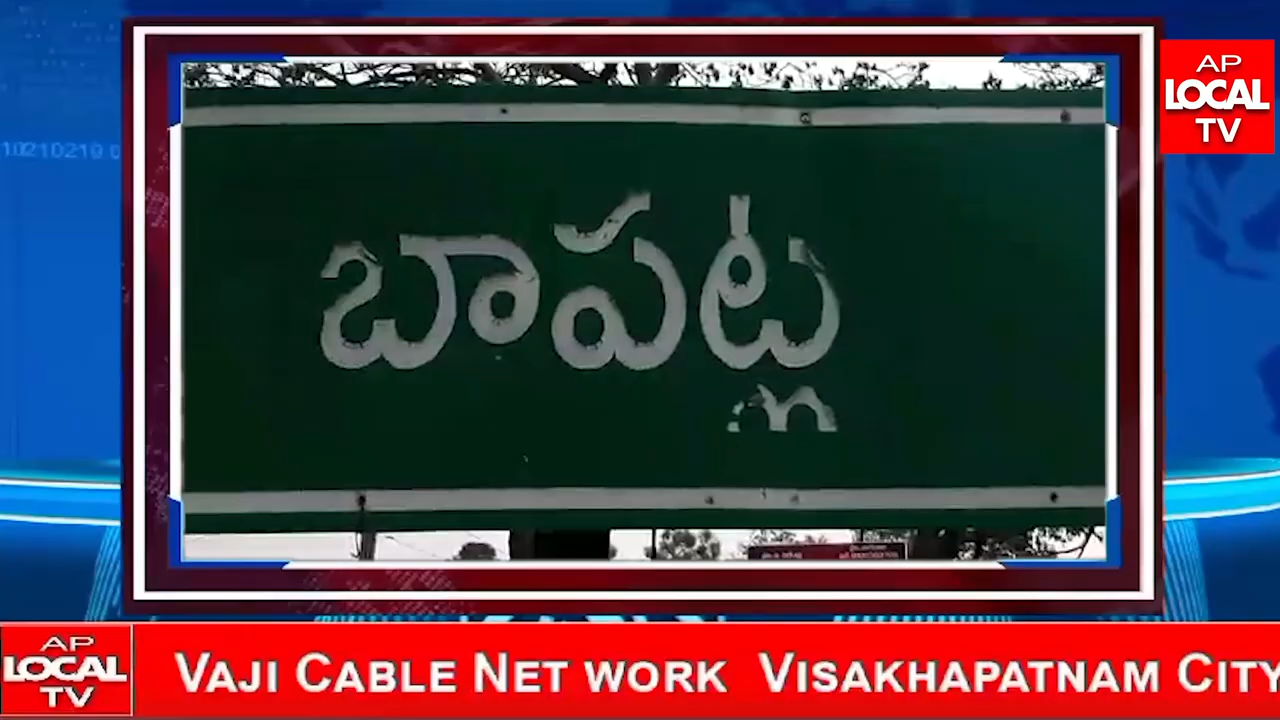 AP
LOCAL
TV
బాపట్ల
AP
LOCAL
TV
VAJI CABLE NET WORK VISAKHAPATNAM CITY